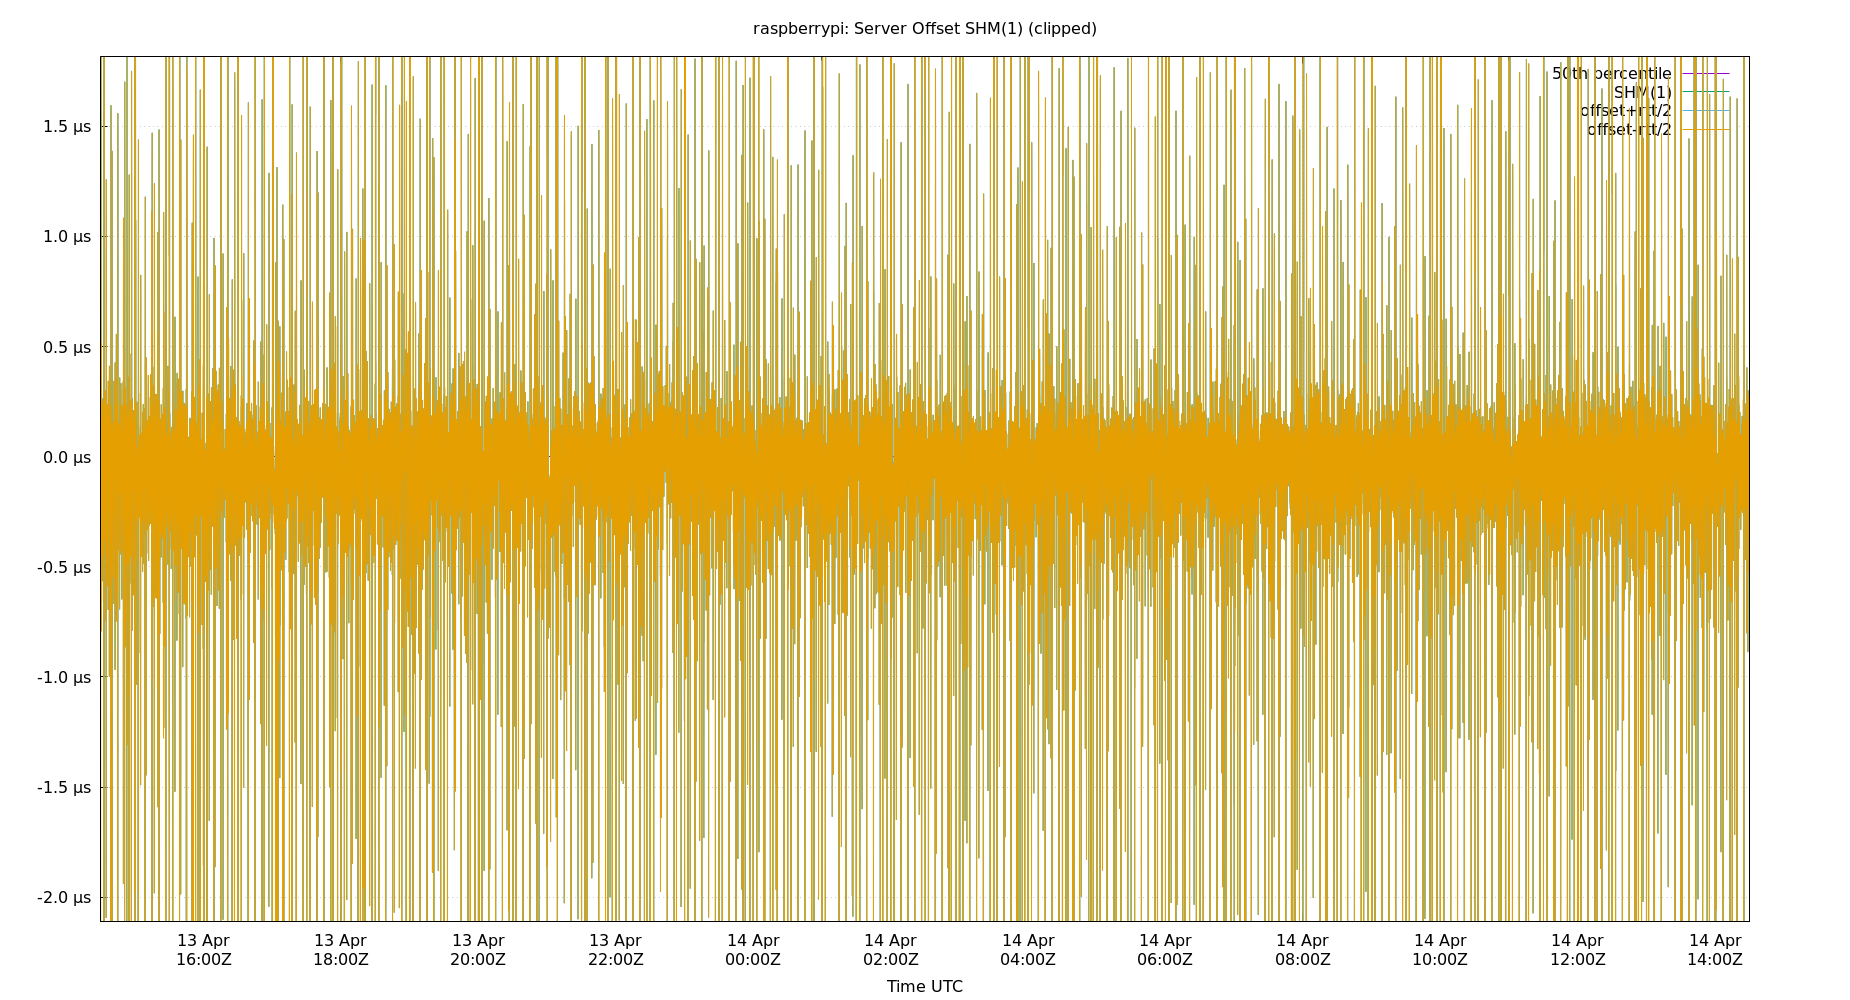 raspberrypi: Server Offset SHM(1) (clipped)
50th percentile
SHM(1)
offset+rtt/2
offset-rtt/2
1.5 µs
1.0 µs
0.5 µs
0.0 µs
-0.5 µs
-1.0 µs
-1.5 µs
-2.0 µs
13 Apr 13 Apr 13 Apr 13 Apr 14 Apr 14 Apr 14 Apr 14 Apr 14 Apr 14 Apr 14 Apr 14 Apr
16:00Z 18:00Z 20:00Z 22:00Z 00:00Z 02:00Z 04:00Z 06:00Z 08:00Z 10:00Z 12:00Z 14:00Z
Time UTC